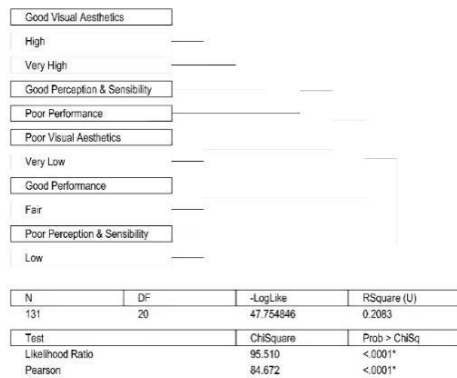 Good Visual Aesthetics
High
Very High
Good Perception & Sensibility
Poor Performance
Poor Visual Aesthetics
Very Low
Good Performance
Fair
Poor Perception & Sensibility
Low
N DF -LogLike RSquare (U)
131 20 47.754846 0.2083
Test ChiSquare Prob > ChiSq
Likelihood Ratio 95.510 <.0001*
Pearson 84.672 <.0001*